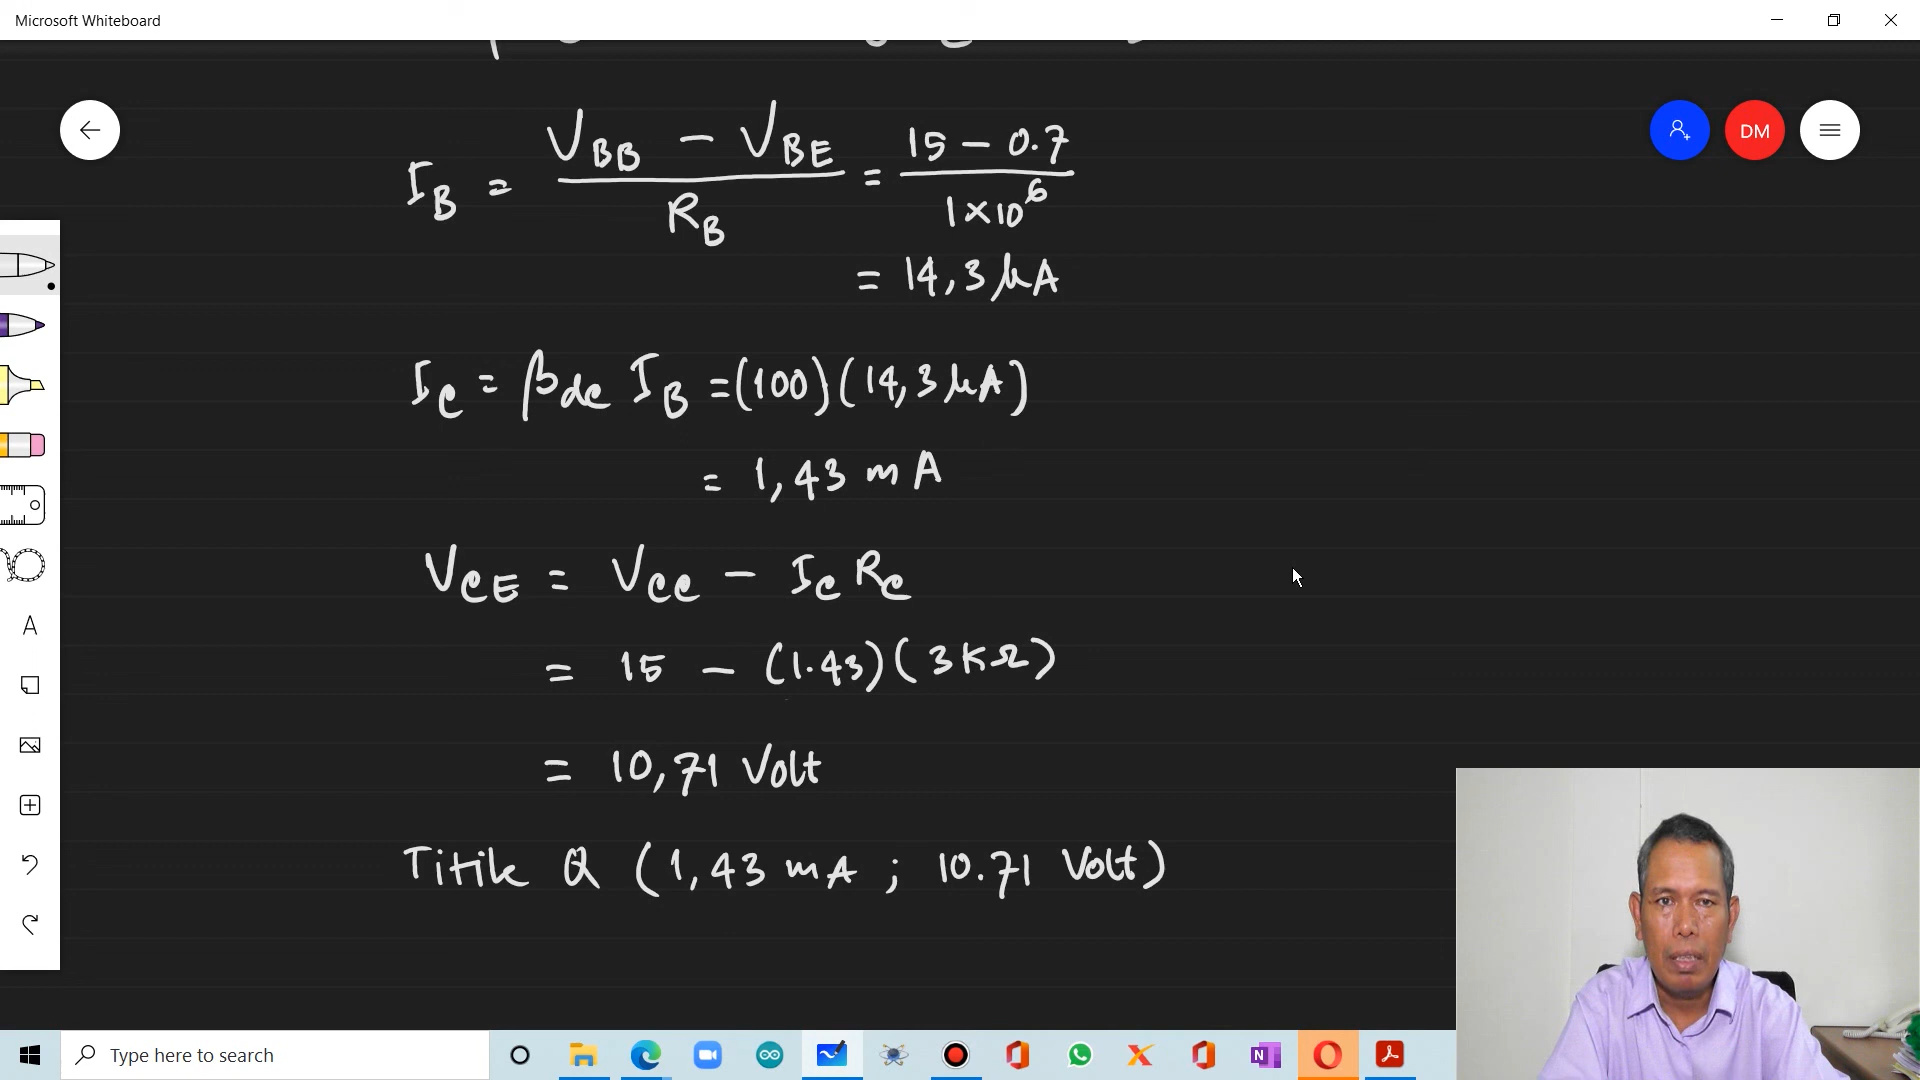 Microsoft Whiteboard
DM
I_B = (V_BB - V_BE) / R_B = (15 - 0.7) / (1×10^6)
= 14,3 μA
I_C = β_dc I_B = (100)(14,3 μA)
= 1,43 mA
V_CE = V_CC - I_C R_C
= 15 - (1.43)(3KΩ)
= 10,71 Volt
Titik Q (1,43 mA ; 10.71 Volt)
A
Type here to search